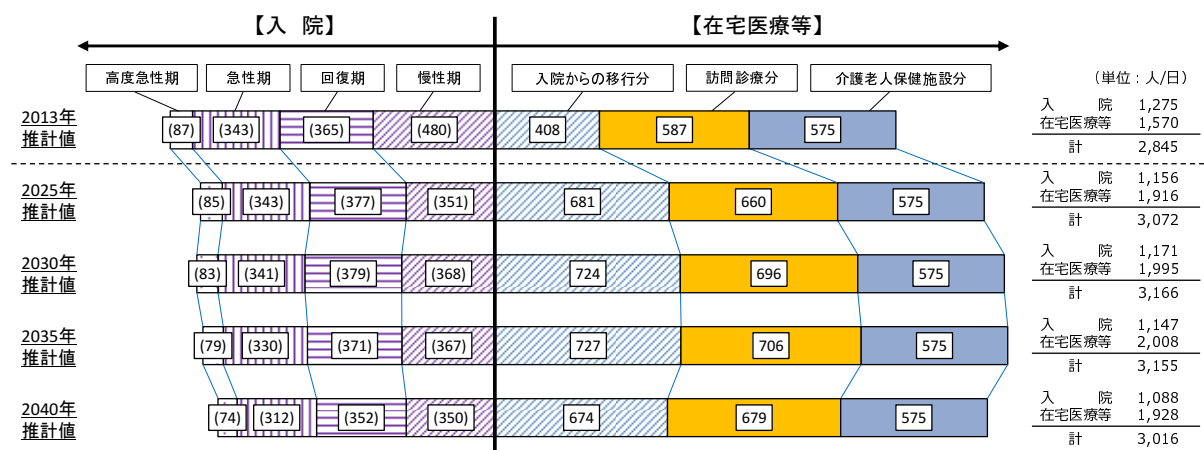 【入 院】 【在宅医療等】
高度急性期 急性期 回復期 慢性期 入院からの移行分 訪問診療分 介護老人保健施設分 （単位：人/日）
2013年
推計値
(87) (343) (365) (480) 408 587 575
入 院 1,275
在宅医療等 1,570
計 2,845
2025年
推計値
(85) (343) (377) (351) 681 660 575
入 院 1,156
在宅医療等 1,916
計 3,072
2030年
推計値
(83) (341) (379) (368) 724 696 575
入 院 1,171
在宅医療等 1,995
計 3,166
2035年
推計値
(79) (330) (371) (367) 727 706 575
入 院 1,147
在宅医療等 2,008
計 3,155
2040年
推計値
(74) (312) (352) (350) 674 679 575
入 院 1,088
在宅医療等 1,928
計 3,016